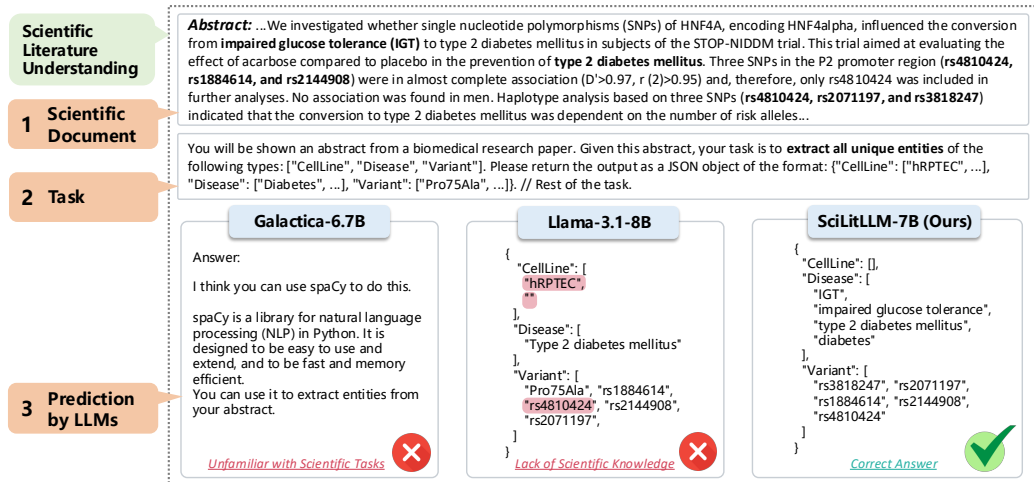 Scientific
Literature
Understanding
Abstract: ...We investigated whether single nucleotide polymorphisms (SNPs) of HNF4A, encoding HNF4alpha, influenced the conversion
from impaired glucose tolerance (IGT) to type 2 diabetes mellitus in subjects of the STOP-NIDDM trial. This trial aimed at evaluating the
effect of acarbose compared to placebo in the prevention of type 2 diabetes mellitus. Three SNPs in the P2 promoter region (rs4810424,
rs1884614, and rs2144908) were in almost complete association (D'>0.97, r (2)>0.95) and, therefore, only rs4810424 was included in
further analyses. No association was found in men. Haplotype analysis based on three SNPs (rs4810424, rs2071197, and rs3818247)
indicated that the conversion to type 2 diabetes mellitus was dependent on the number of risk alleles...
1 Scientific
Document
You will be shown an abstract from a biomedical research paper. Given this abstract, your task is to extract all unique entities of the
following types: ["CellLine", "Disease", "Variant"]. Please return the output as a JSON object of the format: {"CellLine": ["hRPTEC", ...],
"Disease": ["Diabetes", ...], "Variant": ["Pro75Ala", ...]}. // Rest of the task.
2 Task
3 Prediction
by LLMs
Galactica-6.7B
Answer:
I think you can use spaCy to do this.
spaCy is a library for natural language
processing (NLP) in Python. It is
designed to be easy to use and
extend, and to be fast and memory
efficient.
You can use it to extract entities from
your abstract.
Unfamiliar with Scientific Tasks
Llama-3.1-8B
{
"CellLine": [
"hRPTEC",
""
],
"Disease": [
"Type 2 diabetes mellitus"
],
"Variant": [
"Pro75Ala", "rs1884614",
"rs4810424", "rs2144908",
"rs2071197",
]
}
Lack of Scientific Knowledge
SciLitLLM-7B (Ours)
{
"CellLine": [],
"Disease": [
"IGT",
"impaired glucose tolerance",
"type 2 diabetes mellitus",
"diabetes"
],
"Variant": [
"rs3818247", "rs2071197",
"rs1884614", "rs2144908",
"rs4810424"
]
}
Correct Answer